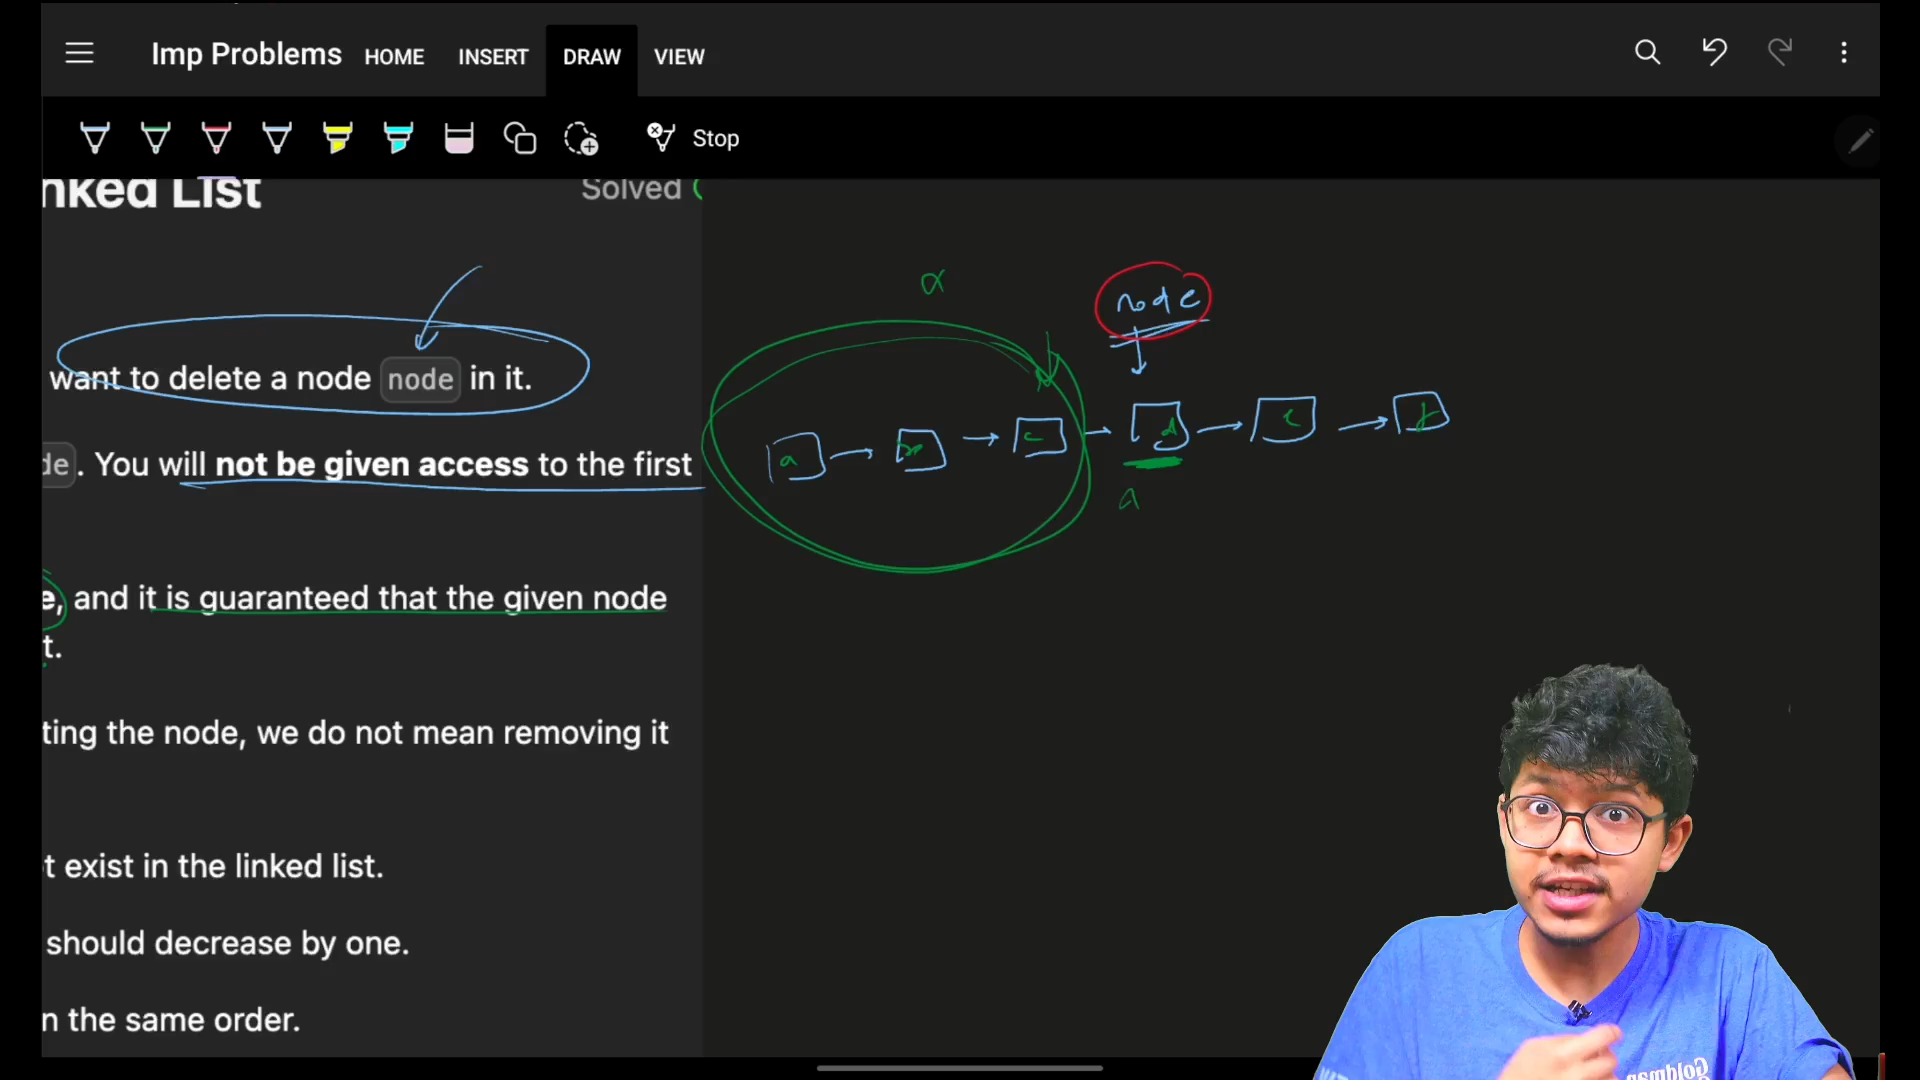 Imp Problems HOME INSERT DRAW VIEW
Stop
nked List
Solved
want to delete a node node in it.
de. You will not be given access to the first
e, and it is guaranteed that the given node
t.
ting the node, we do not mean removing it
t exist in the linked list.
should decrease by one.
n the same order.
α
node
a
c
d
f
a